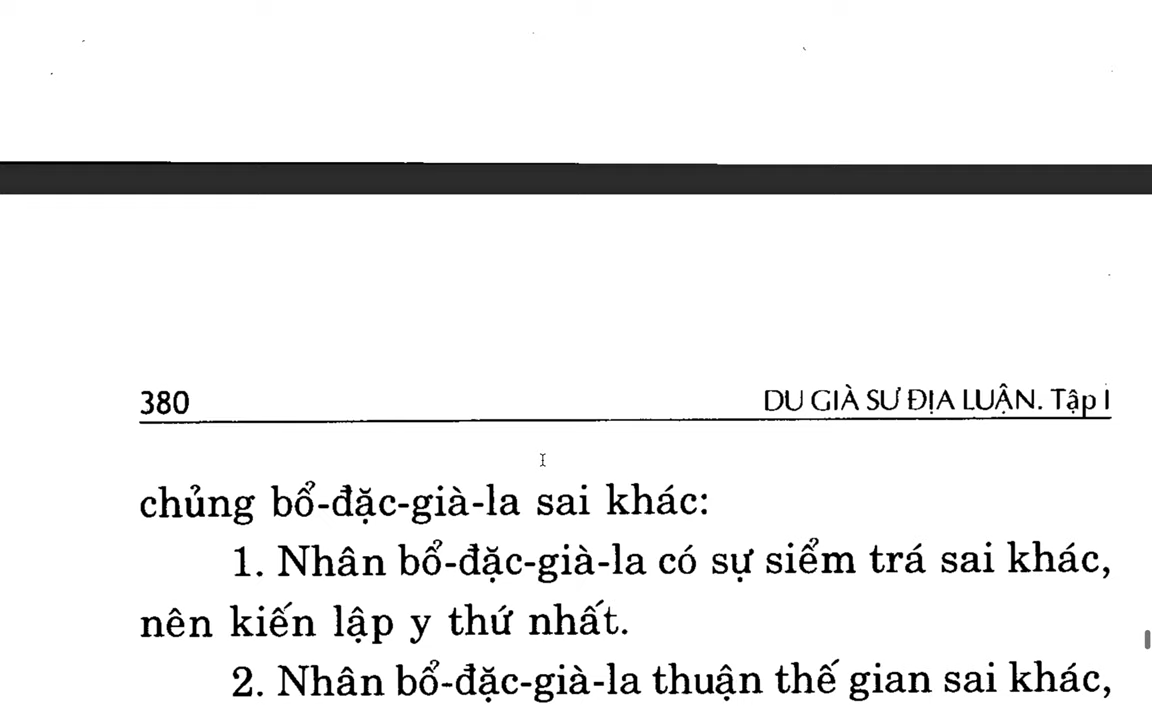 380 DU GIÀ SƯ ĐỊA LUẬN. Tập I
chủng bổ-đặc-già-la sai khác:
1. Nhân bổ-đặc-già-la có sự siểm trá sai khác,
nên kiến lập y thứ nhất.
2. Nhân bổ-đặc-già-la thuận thế gian sai khác,